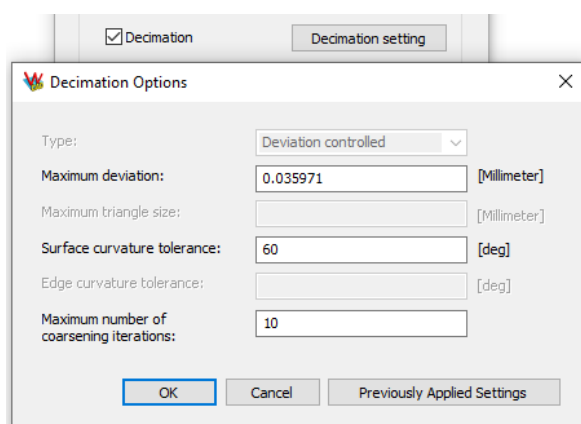 Decimation
Decimation setting
Decimation Options
Type:
Deviation controlled
Maximum deviation:
0.035971
[Millimeter]
Maximum triangle size:
[Millimeter]
Surface curvature tolerance:
60
[deg]
Edge curvature tolerance:
[deg]
Maximum number of
coarsening iterations:
10
OK
Cancel
Previously Applied Settings